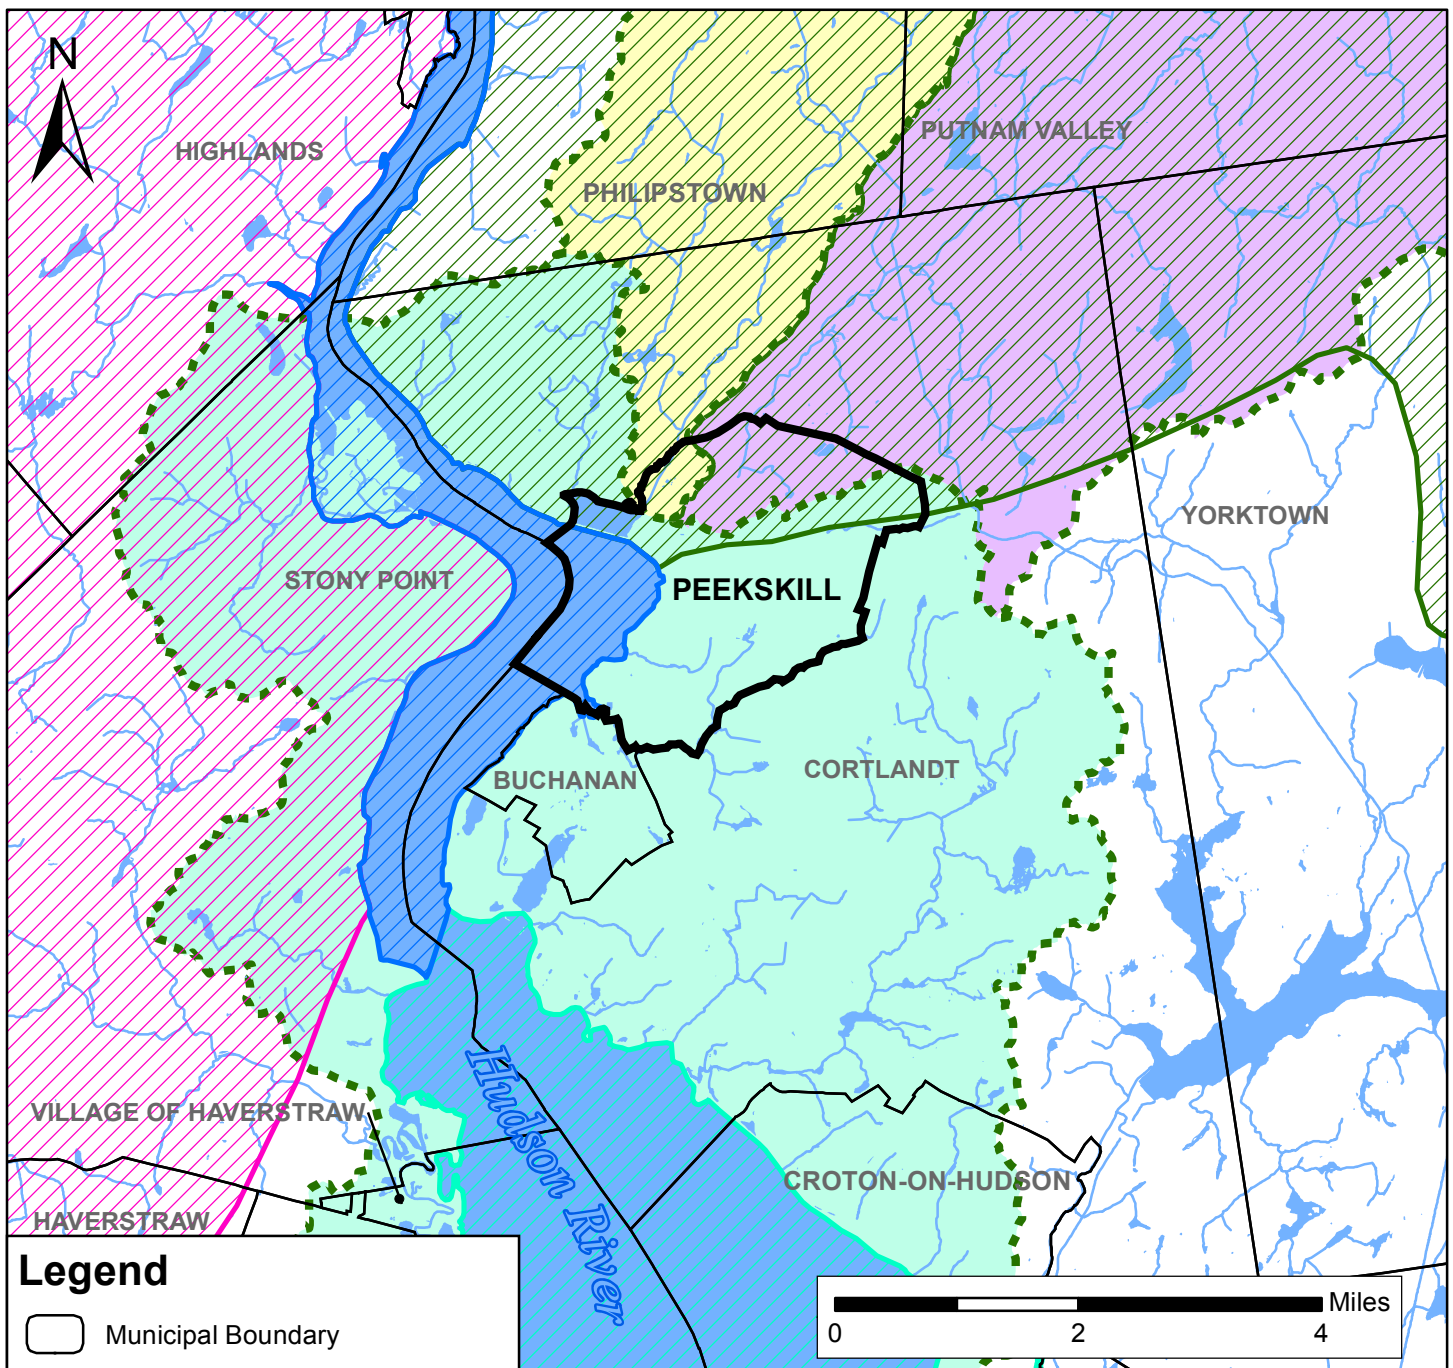 N
HIGHLANDS
PUTNAM VALLEY
PHILIPSTOWN
YORKTOWN
STONY POINT
PEEKSKILL
BUCHANAN
CORTLANDT
Hudson River
VILLAGE OF HAVERSTRAW
CROTON-ON-HUDSON
HAVERSTRAW
Legend
Municipal Boundary
Miles
0 2 4